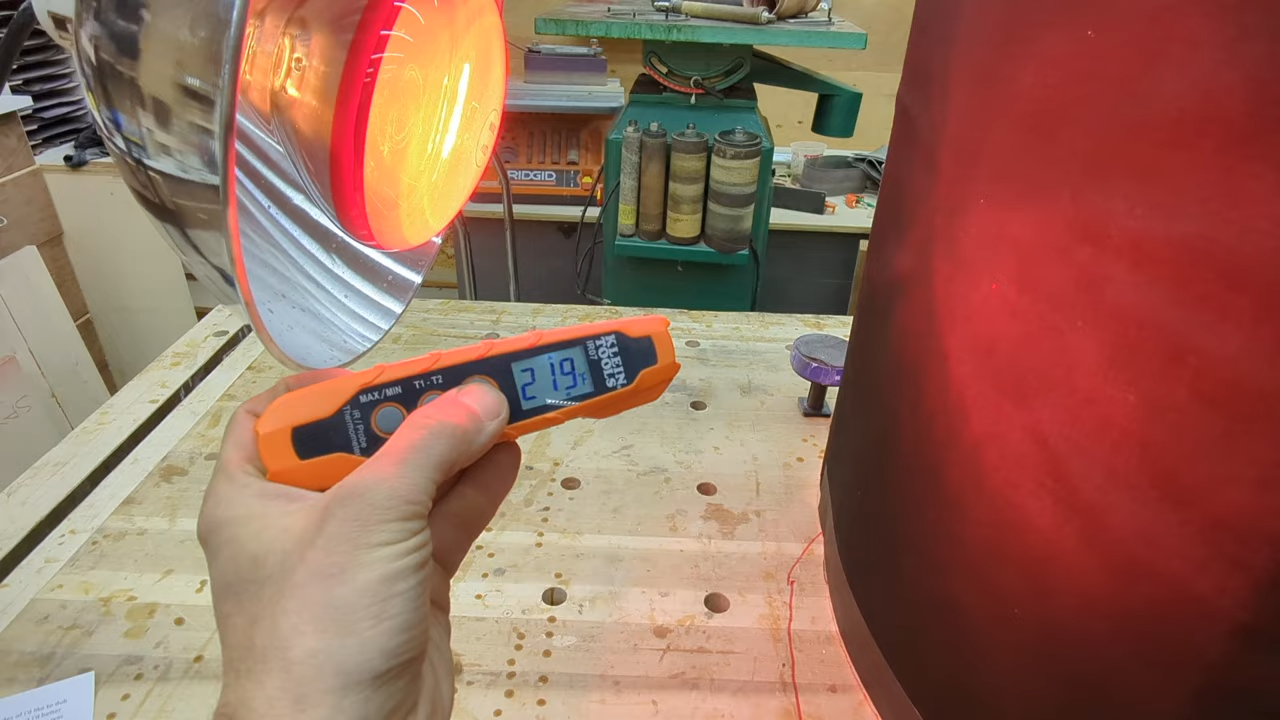 RIDGID
MAX/MIN
T1-T2
IR / Probe
Thermometer
219°F
KLEIN
TOOLS
IR07